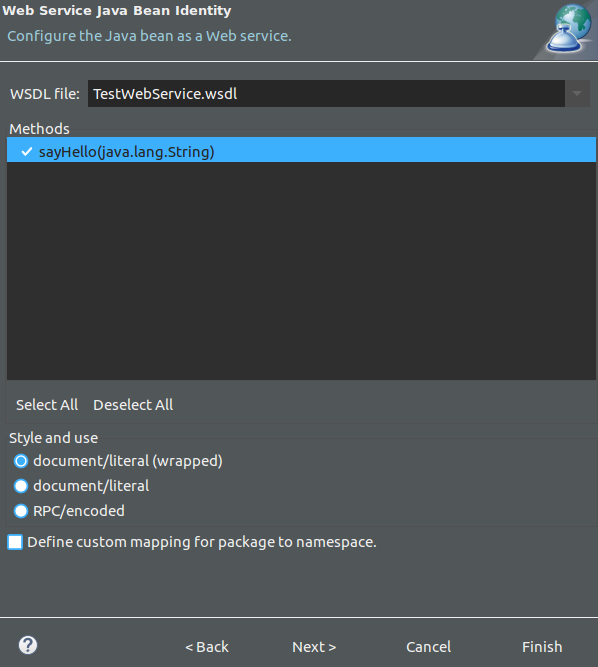 Web Service Java Bean Identity
Configure the Java bean as a Web service.
WSDL file: TestWebService.wsdl
Methods
sayHello(java.lang.String)
Select All Deselect All
Style and use
document/literal (wrapped)
document/literal
RPC/encoded
Define custom mapping for package to namespace.
? < Back Next > Cancel Finish